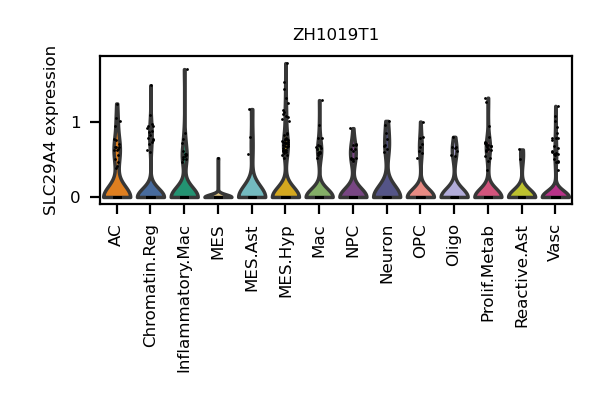 ZH1019T1
SLC29A4 expression
1
0
AC
Chromatin.Reg
Inflammatory.Mac
MES
MES.Ast
MES.Hyp
Mac
NPC
Neuron
OPC
Oligo
Prolif.Metab
Reactive.Ast
Vasc